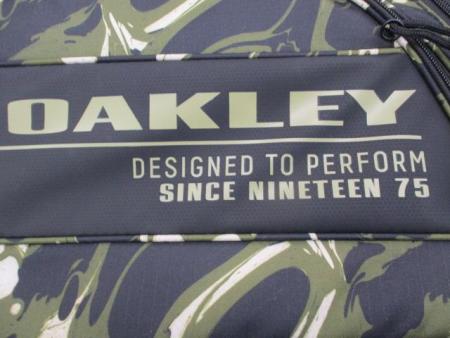 OAKLEY
DESIGNED TO PERFORM
SINCE NINETEEN 75